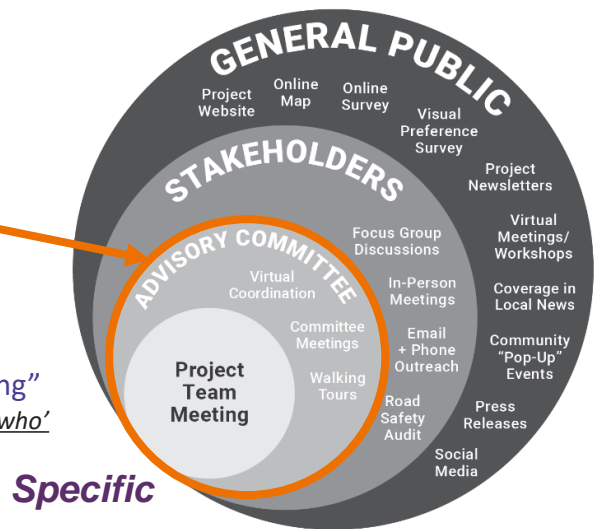 GENERAL PUBLIC
Project
Website
Online
Map
Online
Survey
Visual
Preference
Survey
Project
Newsletters
Virtual
Meetings/
Workshops
Coverage in
Local News
Community
"Pop-Up"
Events
Press
Releases
Social
Media
STAKEHOLDERS
Focus Group
Discussions
In-Person
Meetings
Email
+ Phone
Outreach
Road
Safety
Audit
ADVISORY COMMITTEE
Virtual
Coordination
Committee
Meetings
Walking
Tours
Project
Team
Meeting
ng”
who’
Specific